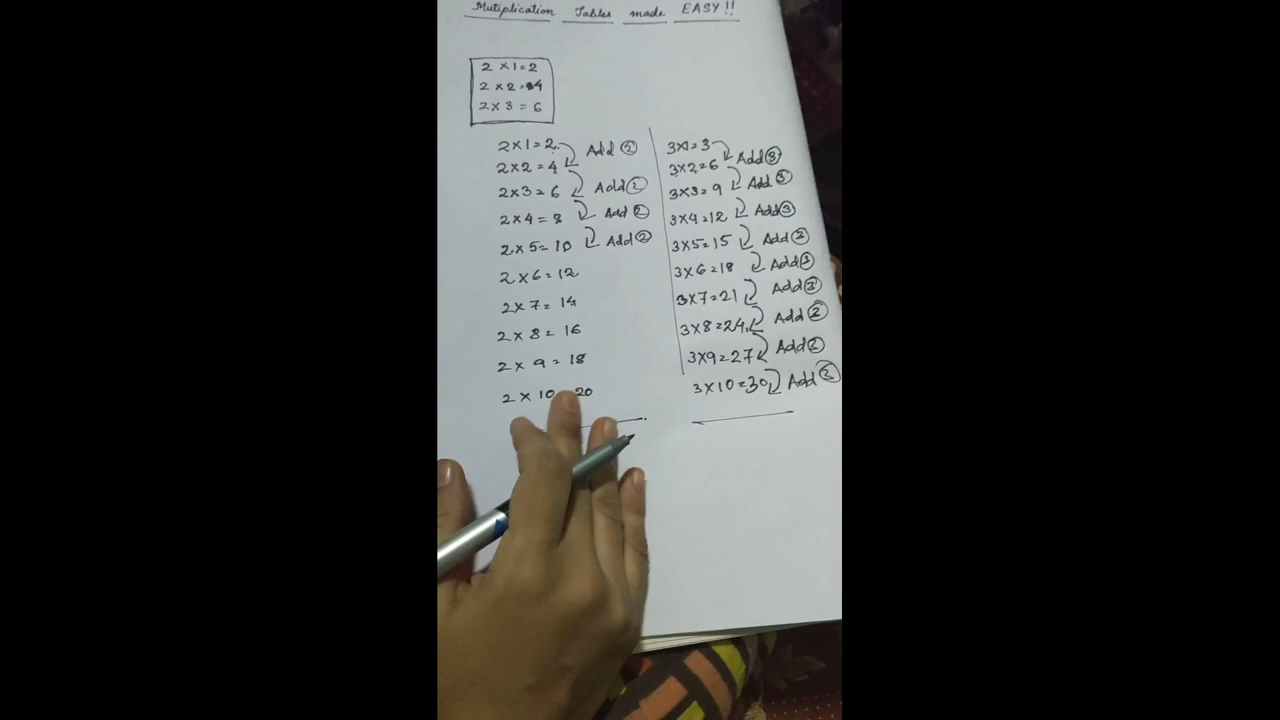 Mutiplication Tables made EASY!!
2 × 1 = 2
2 × 2 = 4
2 × 3 = 6
2 × 1 = 2 Add 2
2 × 2 = 4
2 × 3 = 6 Add 2
2 × 4 = 8 Add 2
2 × 5 = 10 Add 2
2 × 6 = 12
2 × 7 = 14
2 × 8 = 16
2 × 9 = 18
2 × 10 20
3×1=3
3×2=6 Add 3
3×3=9 Add 3
3×4=12 Add 3
3×5=15 Add 3
3×6=18 Add 3
3×7=21 Add 3
3×8=24 Add 3
3×9=27 Add 3
3×10=30 Add 3